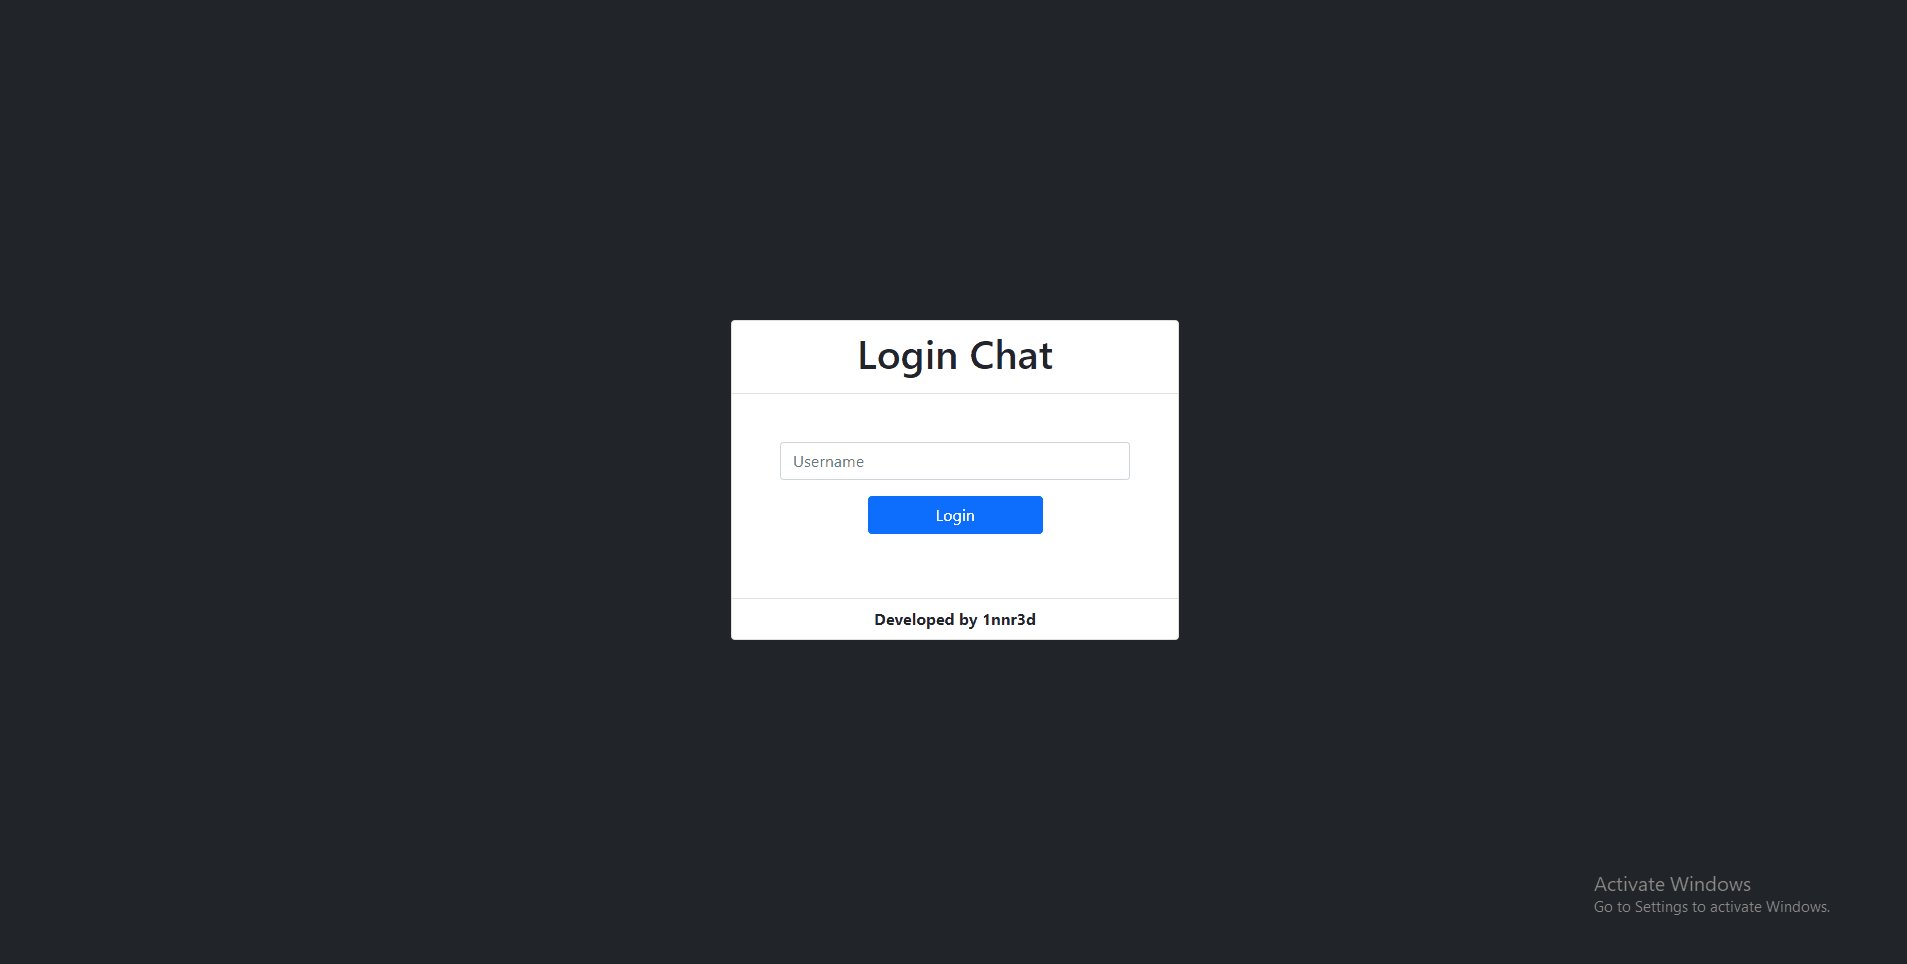 Login Chat
Username
Login
Developed by 1nnr3d
Activate Windows
Go to Settings to activate Windows.